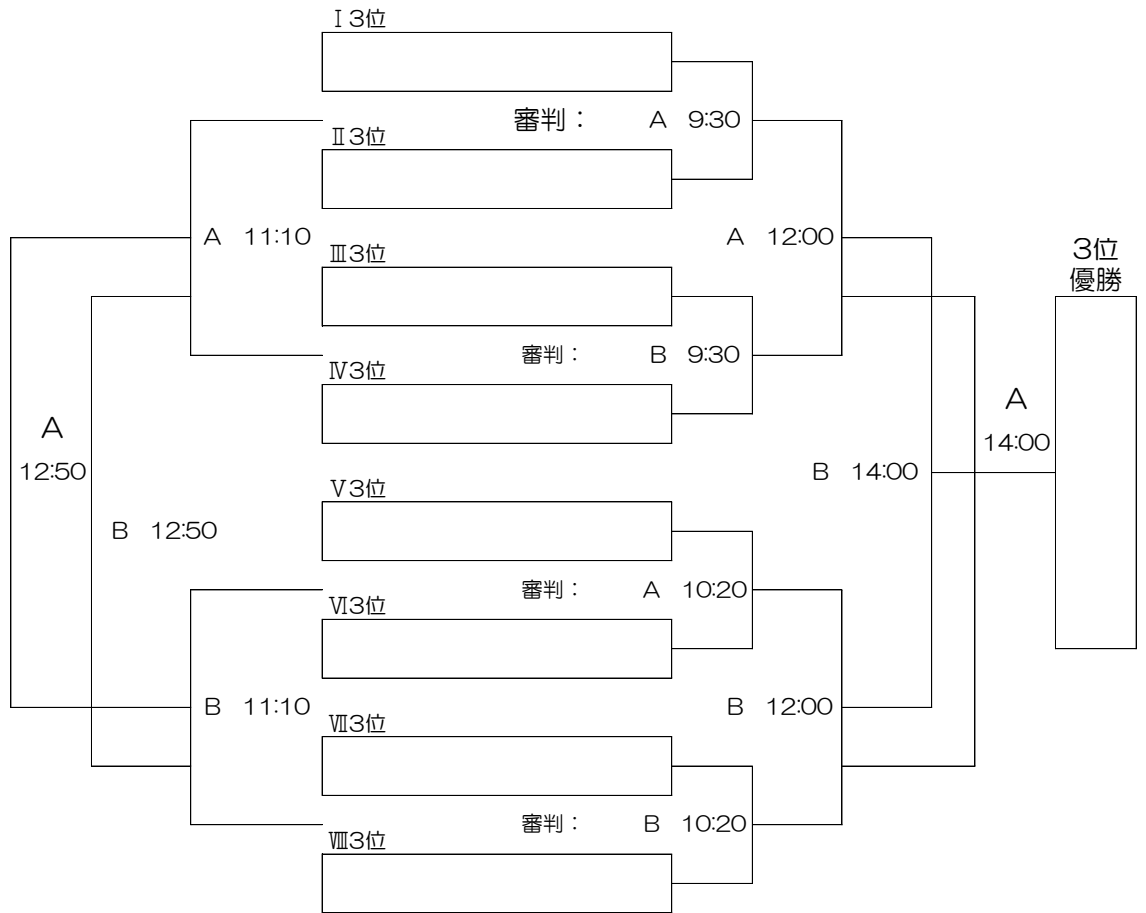 Ⅰ3位
審判： A 9:30
Ⅱ3位
A 11:10
A 12:00
Ⅲ3位
3位
優勝
審判： B 9:30
Ⅳ3位
A
12:50
A
14:00
B 14:00
Ⅴ3位
B 12:50
審判： A 10:20
Ⅵ3位
B 11:10
B 12:00
Ⅶ3位
審判： B 10:20
Ⅷ3位